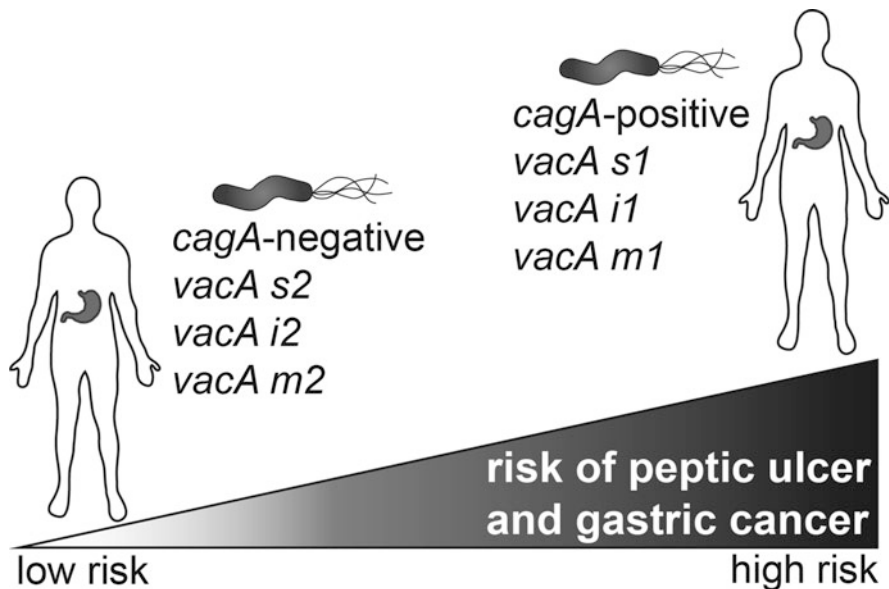 cagA-positive
vacA s1
vacA i1
vacA m1
cagA-negative
vacA s2
vacA i2
vacA m2
risk of peptic ulcer
and gastric cancer
low risk
high risk